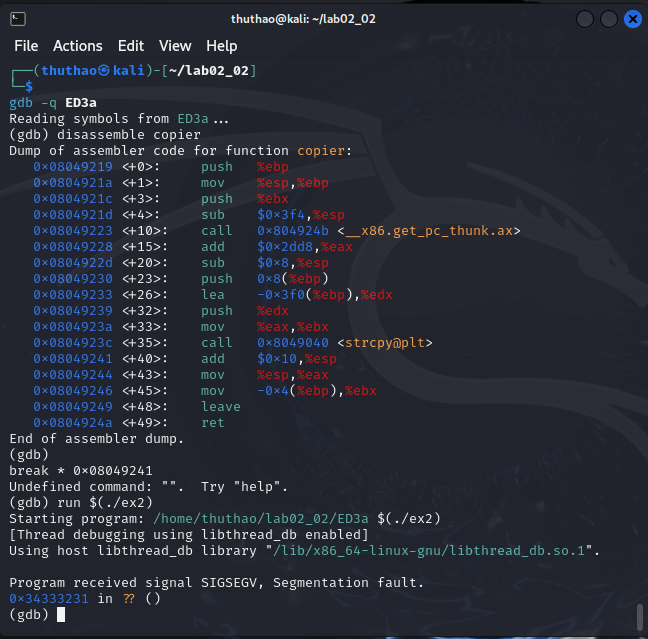 thuthao@kali: ~/lab02_02
File Actions Edit View Help
┌──(thuthao㉿kali)-[~/lab02_02]
└─$
gdb -q ED3a
Reading symbols from ED3a...
(gdb) disassemble copier
Dump of assembler code for function copier:
0x08049219 <+0>: push %ebp
0x0804921a <+1>: mov %esp,%ebp
0x0804921c <+3>: push %ebx
0x0804921d <+4>: sub $0x3f4,%esp
0x08049223 <+10>: call 0x804924b <__x86.get_pc_thunk.ax>
0x08049228 <+15>: add $0x2dd8,%eax
0x0804922d <+20>: sub $0x8,%esp
0x08049230 <+23>: push 0x8(%ebp)
0x08049233 <+26>: lea -0x3f0(%ebp),%edx
0x08049239 <+32>: push %edx
0x0804923a <+33>: mov %eax,%ebx
0x0804923c <+35>: call 0x8049040 <strcpy@plt>
0x08049241 <+40>: add $0x10,%esp
0x08049244 <+43>: mov %esp,%eax
0x08049246 <+45>: mov -0x4(%ebp),%ebx
0x08049249 <+48>: leave
0x0804924a <+49>: ret
End of assembler dump.
(gdb)
break * 0x08049241
Undefined command: "". Try "help".
(gdb) run $(./ex2)
Starting program: /home/thuthao/lab02_02/ED3a $(./ex2)
[Thread debugging using libthread_db enabled]
Using host libthread_db library "/lib/x86_64-linux-gnu/libthread_db.so.1".
Program received signal SIGSEGV, Segmentation fault.
0x34333231 in ?? ()
(gdb)